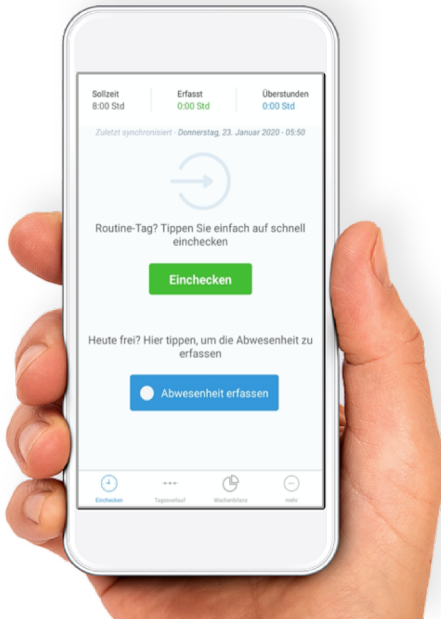 Sollzeit
8:00 Std
Erfasst
0:00 Std
Überstunden
0:00 Std
Zuletzt synchronisiert - Donnerstag, 23. Januar 2020 - 05:50
Routine-Tag? Tippen Sie einfach auf schnell
einchecken
Einchecken
Heute frei? Hier tippen, um die Abwesenheit zu
erfassen
Abwesenheit erfassen
Einchecken
Tagesverlauf
Wochenbilanz
mehr